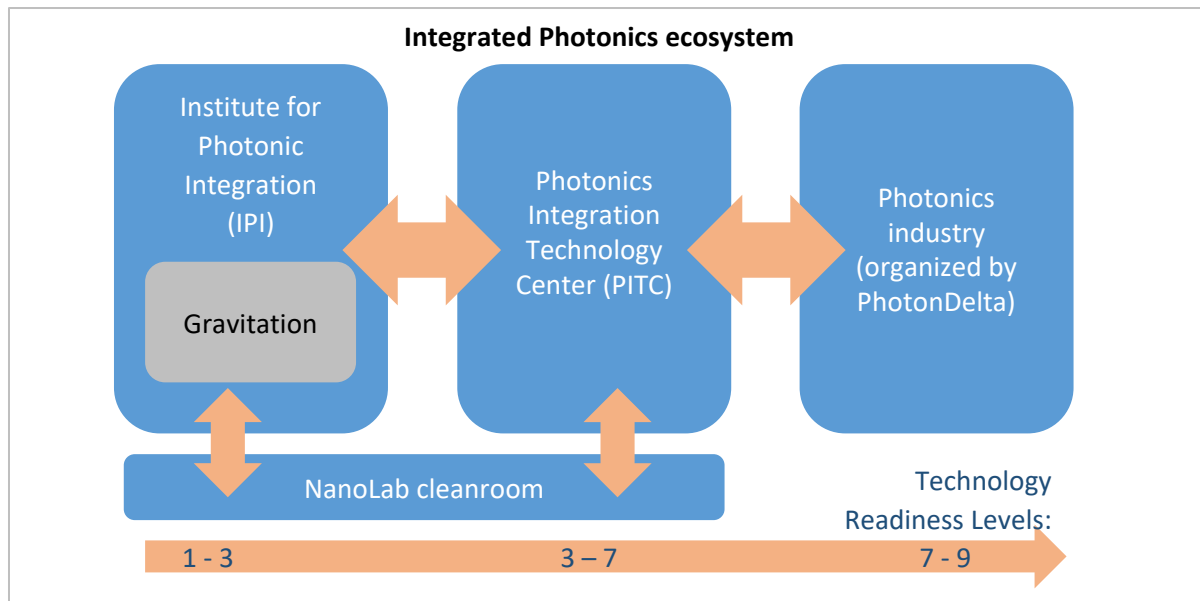 Integrated Photonics ecosystem
Institute for
Photonic
Integration
(IPI)
Gravitation
Photonics
Integration
Technology
Center (PITC)
Photonics
industry
(organized by
PhotonDelta)
NanoLab cleanroom
Technology
Readiness Levels:
1 - 3
3 – 7
7 - 9